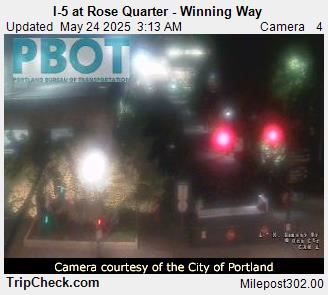 I-5 at Rose Quarter - Winning Way
Updated May 24 2025 3:13 AM Camera 4
PBOT
PORTLAND BUREAU OF TRANSPORTATION
Camera courtesy of the City of Portland
TripCheck.com Milepost302.00